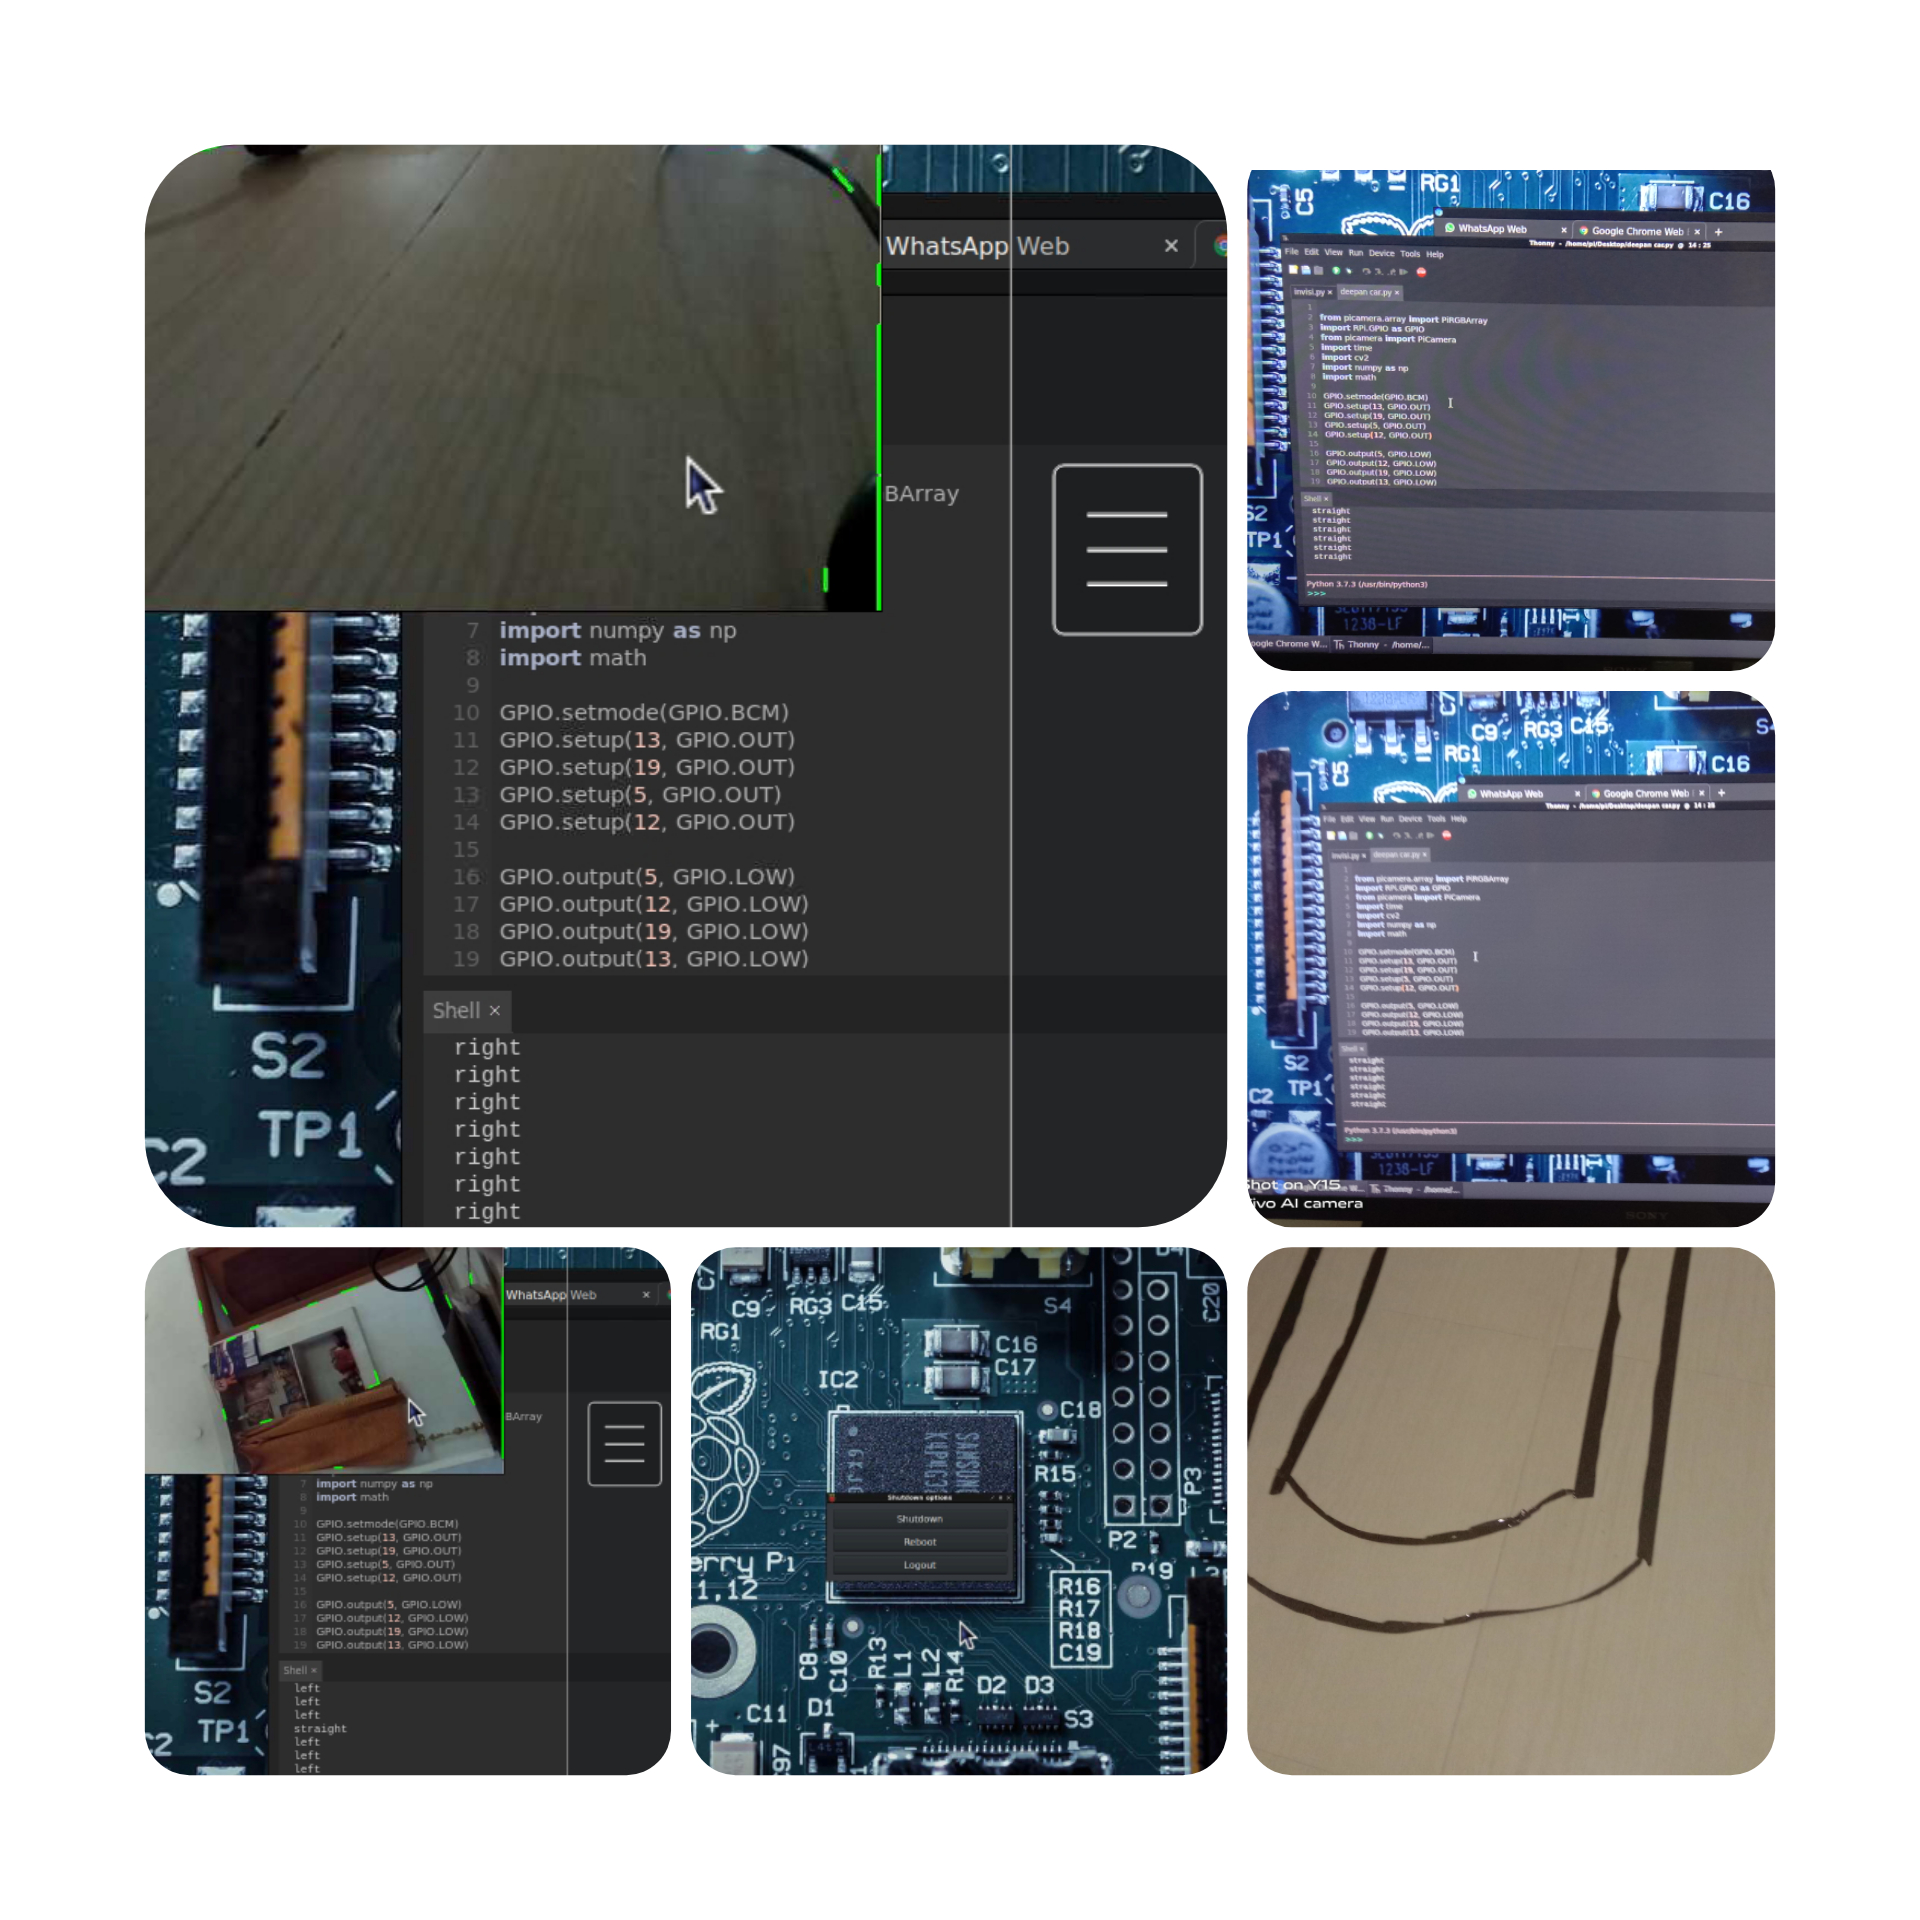 WhatsApp Web ×
BArray
7 import numpy as np
8 import math
9
10 GPIO.setmode(GPIO.BCM)
11 GPIO.setup(13, GPIO.OUT)
12 GPIO.setup(19, GPIO.OUT)
13 GPIO.setup(5, GPIO.OUT)
14 GPIO.setup(12, GPIO.OUT)
15
16 GPIO.output(5, GPIO.LOW)
17 GPIO.output(12, GPIO.LOW)
18 GPIO.output(19, GPIO.LOW)
19 GPIO.output(13, GPIO.LOW)
Shell ×
right
right
right
right
right
right
right
S2
TP1
C2
RG1
C5
C16
WhatsApp Web × Google Chrome Web × +
Thonny - /home/pi/Desktop/deepan car.py @ 14 : 25
File Edit View Run Device Tools Help
invisi.py × deepan car.py ×
1
2 from picamera.array import PiRGBArray
3 import RPi.GPIO as GPIO
4 from picamera import PiCamera
5 import time
6 import cv2
7 import numpy as np
8 import math
9
10 GPIO.setmode(GPIO.BCM)
11 GPIO.setup(13, GPIO.OUT)
12 GPIO.setup(19, GPIO.OUT)
13 GPIO.setup(5, GPIO.OUT)
14 GPIO.setup(12, GPIO.OUT)
15
16 GPIO.output(5, GPIO.LOW)
17 GPIO.output(12, GPIO.LOW)
18 GPIO.output(19, GPIO.LOW)
19 GPIO.output(13, GPIO.LOW)
Shell ×
straight
straight
straight
straight
straight
straight
Python 3.7.3 (/usr/bin/python3)
>>>
S2
TP1
1238-LF
oogle Chrome W... Thonny - /home/...
C7
C9 RG3 C15
RG1
C5
C16
WhatsApp Web × Google Chrome Web × +
Thonny - /home/pi/Desktop/deepan car.py @ 14 : 25
File Edit View Run Device Tools Help
invisi.py × deepan car.py ×
1
2 from picamera.array import PiRGBArray
3 import RPi.GPIO as GPIO
4 from picamera import PiCamera
5 import time
6 import cv2
7 import numpy as np
8 import math
9
10 GPIO.setmode(GPIO.BCM)
11 GPIO.setup(13, GPIO.OUT)
12 GPIO.setup(19, GPIO.OUT)
13 GPIO.setup(5, GPIO.OUT)
14 GPIO.setup(12, GPIO.OUT)
15
16 GPIO.output(5, GPIO.LOW)
17 GPIO.output(12, GPIO.LOW)
18 GPIO.output(19, GPIO.LOW)
19 GPIO.output(13, GPIO.LOW)
Shell ×
straight
straight
straight
straight
straight
straight
Python 3.7.3 (/usr/bin/python3)
>>>
S2
TP1
C2
1238-LF
Shot on Y15
ivo AI camera
Thonny - /home/...
SONY
WhatsApp Web ×
BArray
7 import numpy as np
8 import math
9
10 GPIO.setmode(GPIO.BCM)
11 GPIO.setup(13, GPIO.OUT)
12 GPIO.setup(19, GPIO.OUT)
13 GPIO.setup(5, GPIO.OUT)
14 GPIO.setup(12, GPIO.OUT)
15
16 GPIO.output(5, GPIO.LOW)
17 GPIO.output(12, GPIO.LOW)
18 GPIO.output(19, GPIO.LOW)
19 GPIO.output(13, GPIO.LOW)
Shell ×
left
left
left
straight
left
left
left
S2
TP1
C2
C7
C9 RG3 C15
S4
C20
RG1
C16
C17
IC2
C18
SAMSUNG
R15
P3
Shutdown options
Shutdown
Reboot
Logout
P2
erry Pi
1,12
R19
R16
R17
R18
C19
C8
C10
R13
L1
L2
R14
D2 D3
C11 D1
S3
97